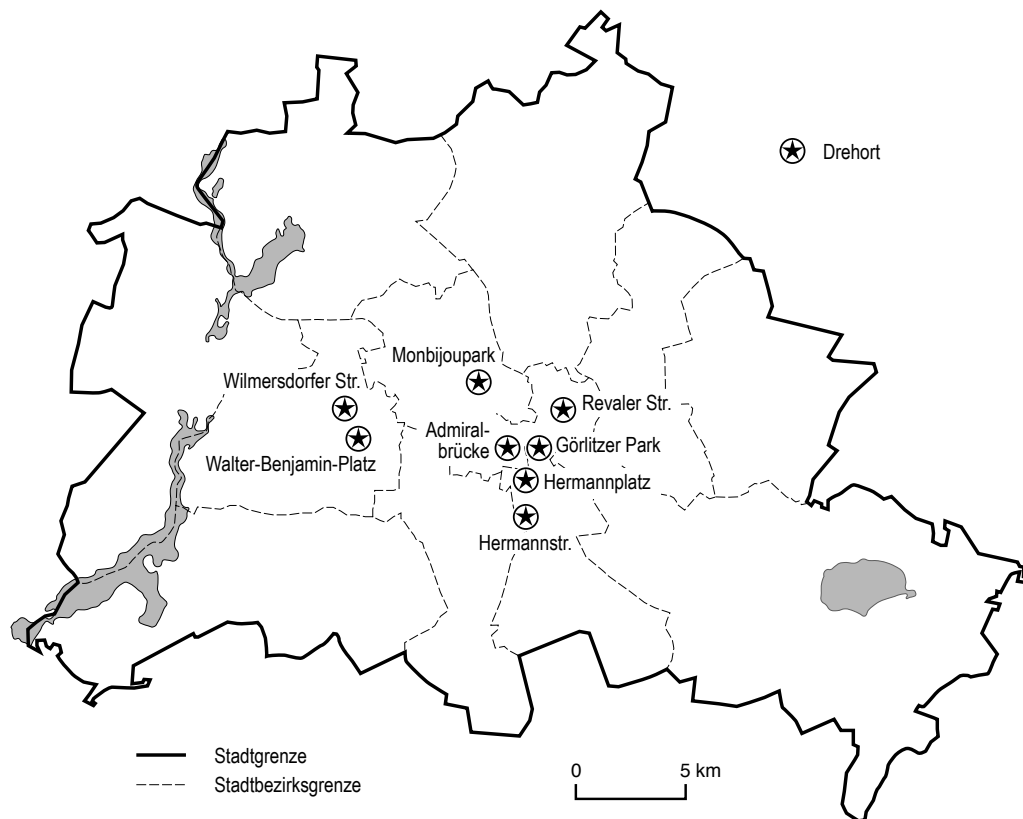 Drehort
Monbijoupark
Wilmersdorfer Str.
Revaler Str.
Admiral-
brücke
Görlitzer Park
Walter-Benjamin-Platz
Hermannplatz
Hermannstr.
Stadtgrenze
Stadtbezirksgrenze
0 5 km